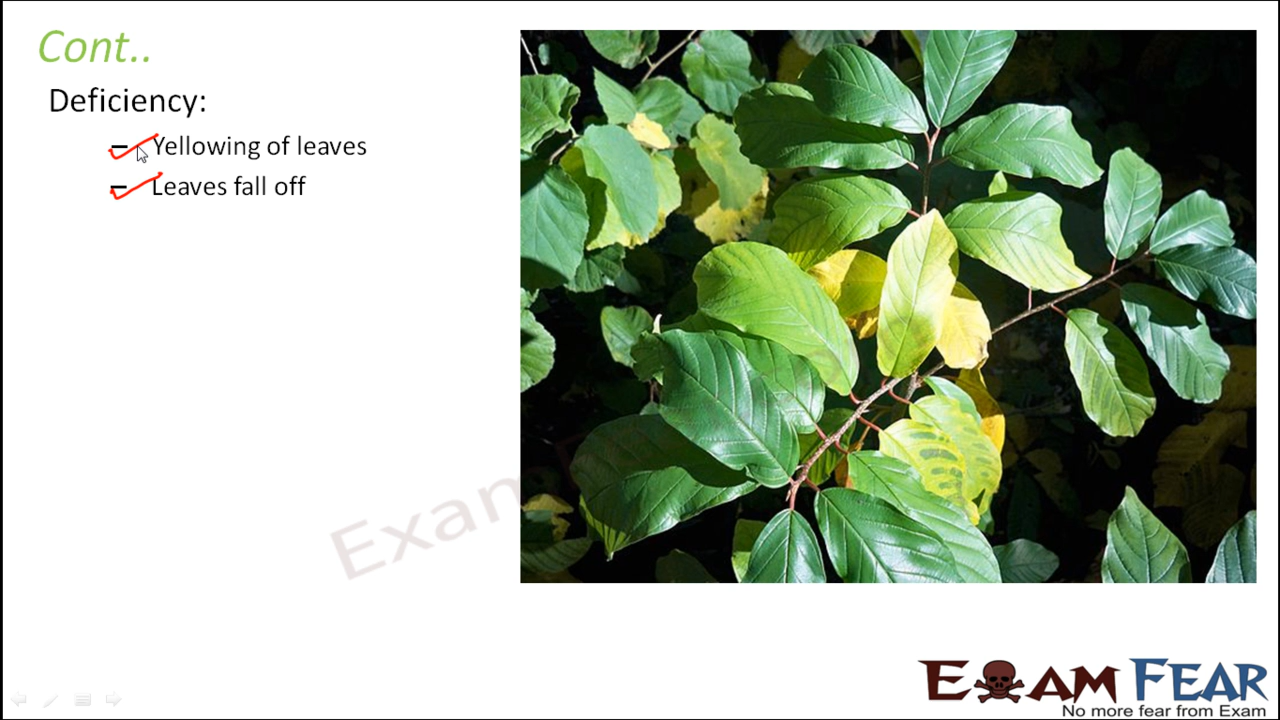 Cont..
Deficiency:
– Yellowing of leaves
– Leaves fall off
Exam
EXAM FEAR
No more fear from Exam